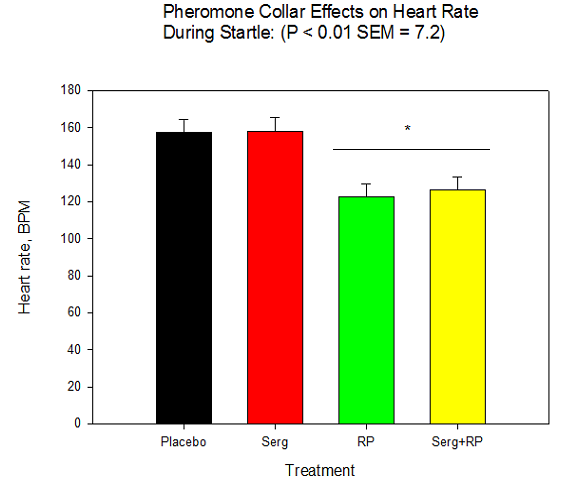 Pheromone Collar Effects on Heart Rate
During Startle: (P < 0.01 SEM = 7.2)
180
160
140
120
100
80
60
40
20
0
Heart rate, BPM
*
Placebo Serg RP Serg+RP
Treatment